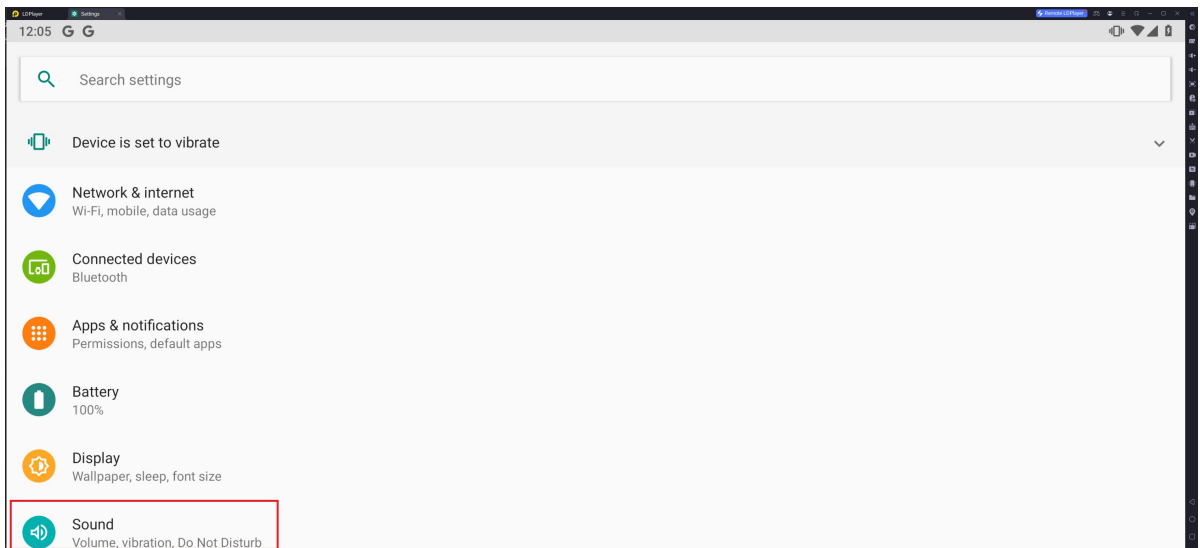 LDPlayer
Settings
Remote LDPlayer
12:05 G G
Search settings
Device is set to vibrate
Network & internet
Wi-Fi, mobile, data usage
Connected devices
Bluetooth
Apps & notifications
Permissions, default apps
Battery
100%
Display
Wallpaper, sleep, font size
Sound
Volume, vibration, Do Not Disturb